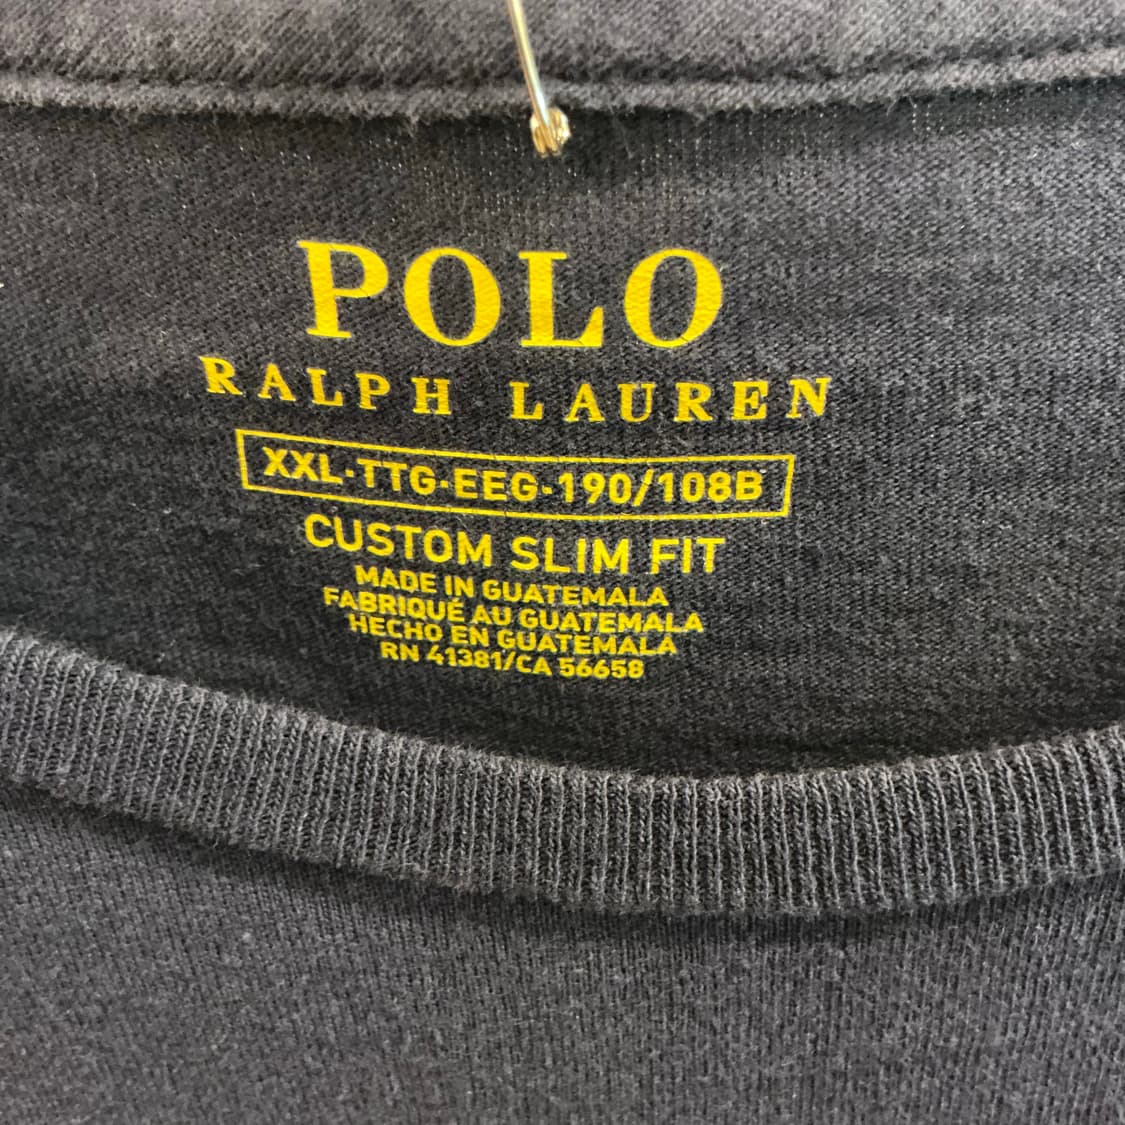 POLO
RALPH LAUREN
XXL·TTG·EEG·190/108B
CUSTOM SLIM FIT
MADE IN GUATEMALA
FABRIQUÉ AU GUATEMALA
HECHO EN GUATEMALA
RN 41381/CA 56658